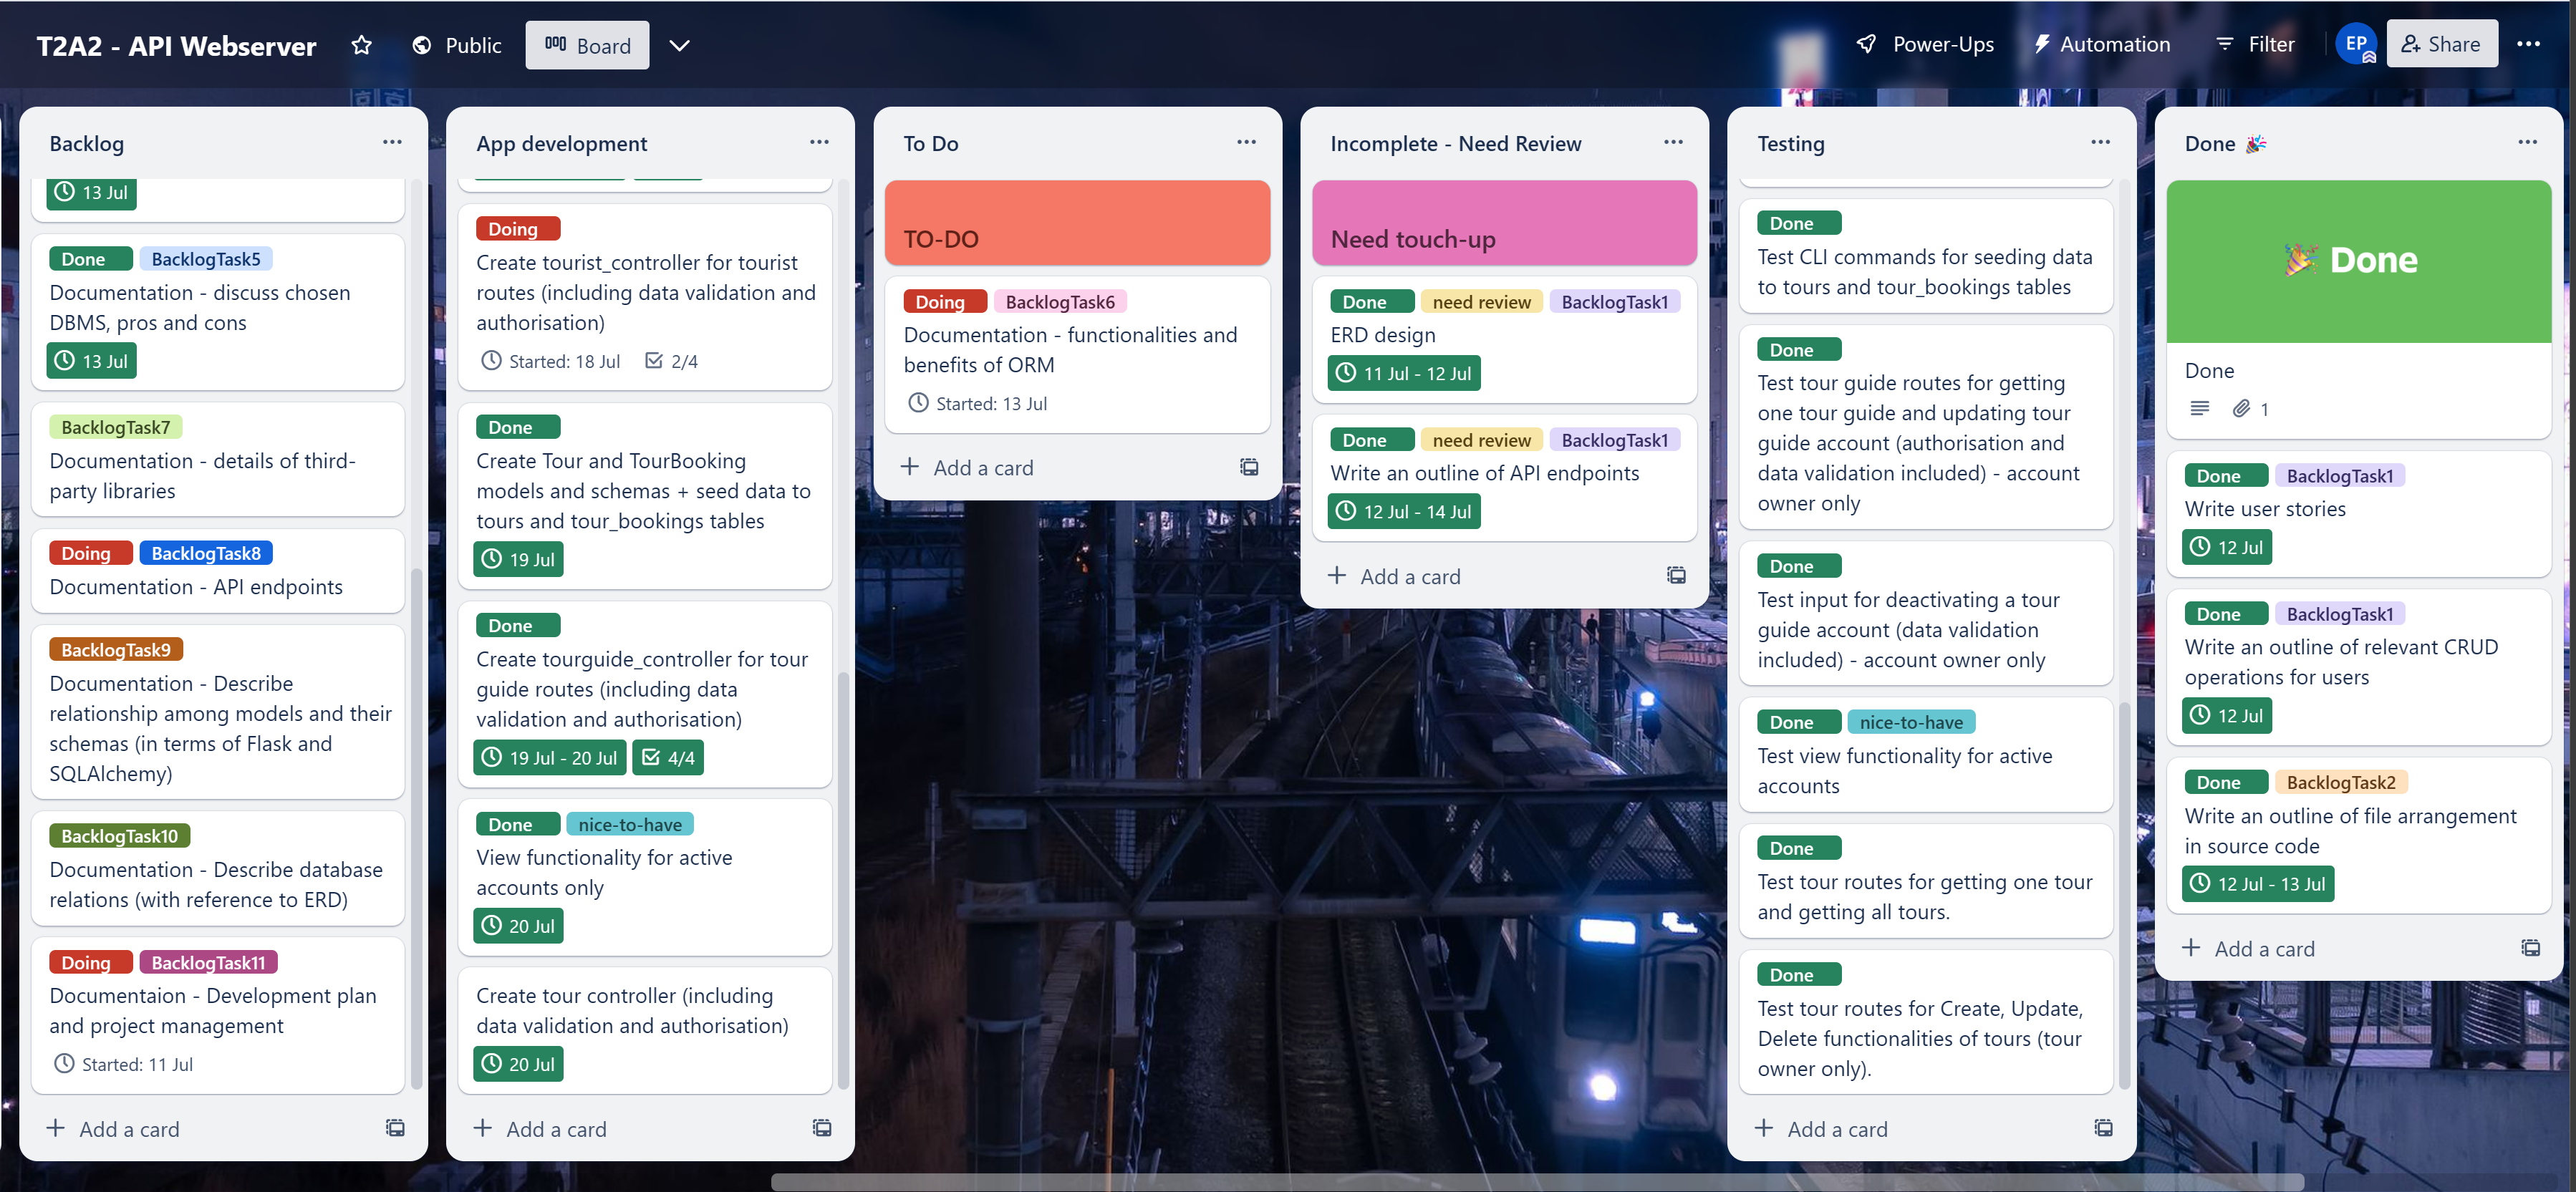 T2A2 - API Webserver
Public
Board
Power-Ups
Automation
Filter
EP
Share
Backlog
13 Jul
Done
BacklogTask5
Documentation - discuss chosen
DBMS, pros and cons
13 Jul
BacklogTask7
Documentation - details of third-
party libraries
Doing
BacklogTask8
Documentation - API endpoints
BacklogTask9
Documentation - Describe
relationship among models and their
schemas (in terms of Flask and
SQLAlchemy)
BacklogTask10
Documentation - Describe database
relations (with reference to ERD)
Doing
BacklogTask11
Documentaion - Development plan
and project management
Started: 11 Jul
Add a card
App development
Doing
Create tourist_controller for tourist
routes (including data validation and
authorisation)
Started: 18 Jul
2/4
Done
Create Tour and TourBooking
models and schemas + seed data to
tours and tour_bookings tables
19 Jul
Done
Create tourguide_controller for tour
guide routes (including data
validation and authorisation)
19 Jul - 20 Jul
4/4
Done
nice-to-have
View functionality for active
accounts only
20 Jul
Create tour controller (including
data validation and authorisation)
20 Jul
Add a card
To Do
TO-DO
Doing
BacklogTask6
Documentation - functionalities and
benefits of ORM
Started: 13 Jul
Add a card
Incomplete - Need Review
Need touch-up
Done
need review
BacklogTask1
ERD design
11 Jul - 12 Jul
Done
need review
BacklogTask1
Write an outline of API endpoints
12 Jul - 14 Jul
Add a card
Testing
Done
Test CLI commands for seeding data
to tours and tour_bookings tables
Done
Test tour guide routes for getting
one tour guide and updating tour
guide account (authorisation and
data validation included) - account
owner only
Done
Test input for deactivating a tour
guide account (data validation
included) - account owner only
Done
nice-to-have
Test view functionality for active
accounts
Done
Test tour routes for getting one tour
and getting all tours.
Done
Test tour routes for Create, Update,
Delete functionalities of tours (tour
owner only).
Add a card
Done 🎉
🎉 Done
Done
1
Done
BacklogTask1
Write user stories
12 Jul
Done
BacklogTask1
Write an outline of relevant CRUD
operations for users
12 Jul
Done
BacklogTask2
Write an outline of file arrangement
in source code
12 Jul - 13 Jul
Add a card